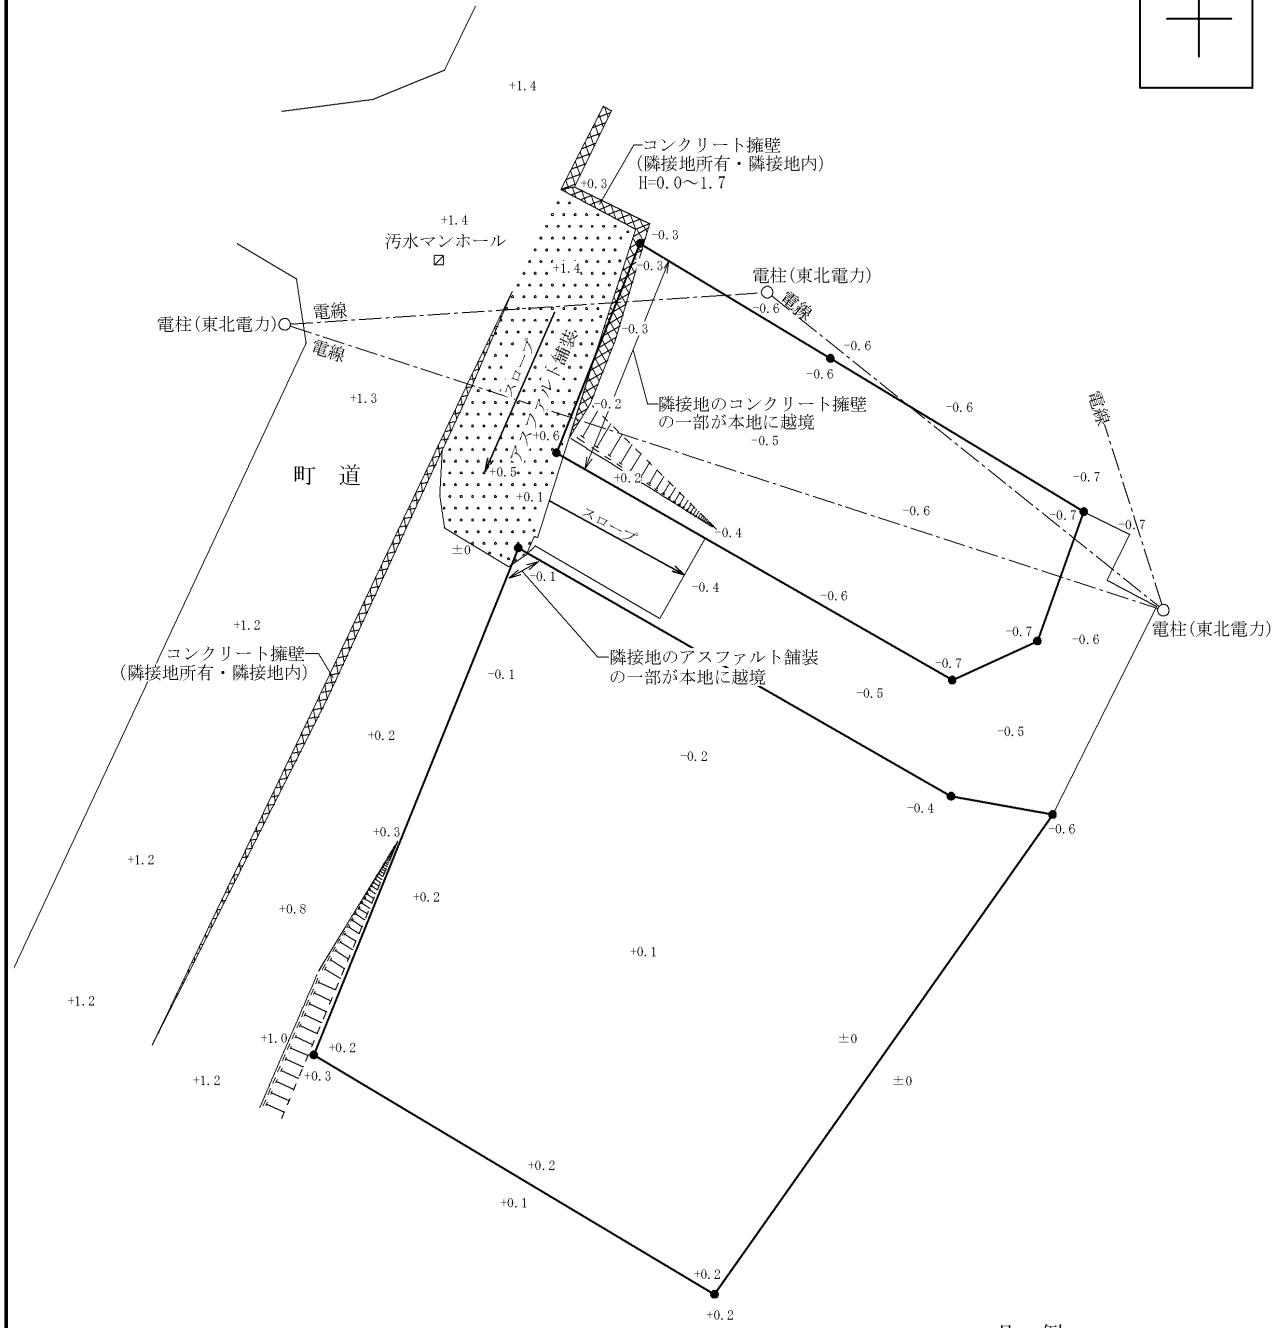 +1.4
コンクリート擁壁
(隣接地所有・隣接地内)
H=0.0～1.7
+0.3
+1.4
汚水マンホール
-0.3
-0.3
+1.4
電柱(東北電力)
電線
-0.6
電線
電柱(東北電力)
電線
-0.3
-0.6
-0.6
スロープ
アスファルト舗装
+1.3
-0.2
隣接地のコンクリート擁壁
の一部が本地に越境
-0.6
電線
+0.6
-0.5
町 道
+0.5
+0.2
-0.7
+0.1
スロープ
-0.6
-0.7
-0.7
-0.4
±0
-0.1
-0.4
-0.6
+1.2
-0.7
-0.6
電柱(東北電力)
コンクリート擁壁
(隣接地所有・隣接地内)
隣接地のアスファルト舗装
の一部が本地に越境
-0.7
-0.1
-0.5
+0.2
-0.5
-0.2
-0.4
-0.6
+0.3
+1.2
+0.2
+0.8
+0.1
+1.2
+1.0
+0.2
±0
+0.3
+1.2
±0
+0.2
+0.1
+0.2
+0.2